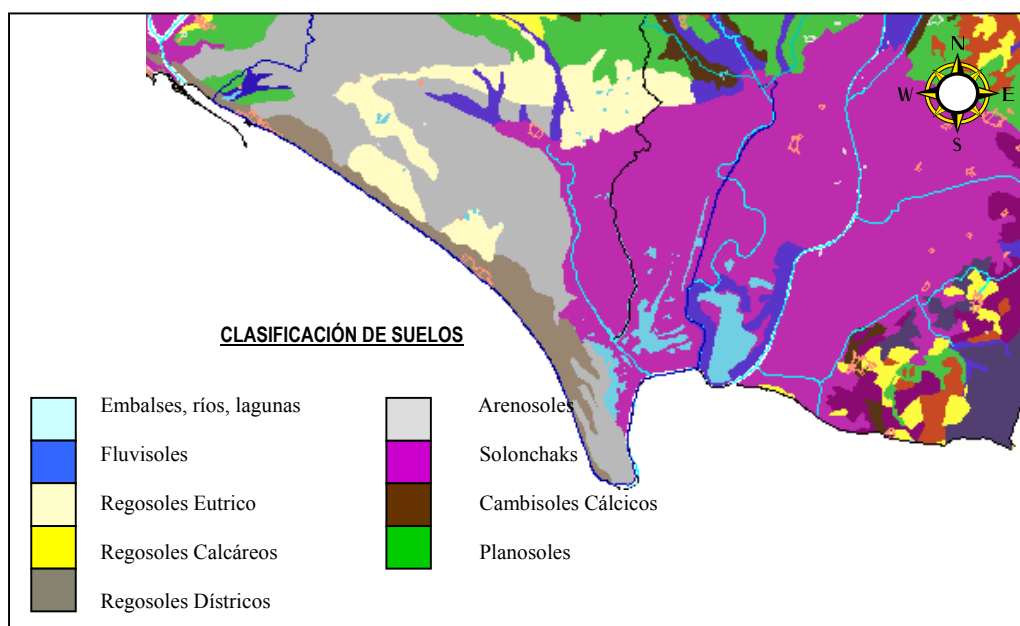 N
W
E
S
CLASIFICACIÓN DE SUELOS
Embalses, ríos, lagunas
Fluvisoles
Regosoles Eutrico
Regosoles Calcáreos
Regosoles Dístricos
Arenosoles
Solonchaks
Cambisoles Cálcicos
Planosoles